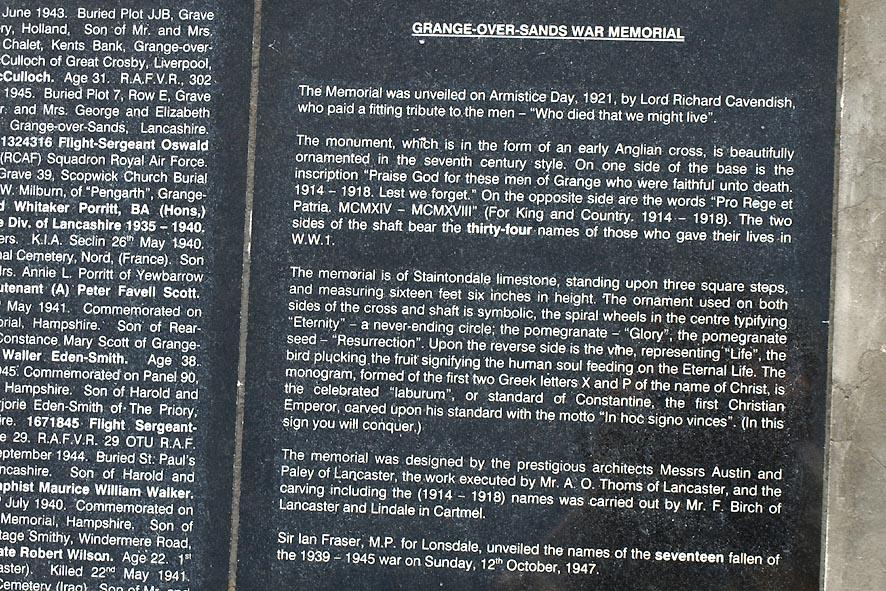 June 1943. Buried Plot JJB, Grave
ry, Holland, Son of Mr. and Mrs.
Chalet, Kents Bank, Grange-over-
cCulloch of Great Crosby, Liverpool,
cCulloch. Age 31. R.A.F.V.R., 302
1945. Buried Plot 7, Row E, Grave
r. and Mrs. George and Elizabeth
Grange-over-Sands, Lancashire.
1324316 Flight-Sergeant Oswald
(RCAF) Squadron Royal Air Force.
Grave 39, Scopwick Church Burial
W. Milburn, of "Pengarth", Grange-
d Whitaker Porritt, BA (Hons,)
e Div. of Lancashire 1935 – 1940.
ers. K.I.A. Seclin 26th May 1940.
nal Cemetery, Nord, (France). Son
rs. Annie L. Porritt of Yewbarrow
utenant (A) Peter Favell Scott.
May 1941. Commemorated on
orial, Hampshire. Son of Rear-
Constance Mary Scott of Grange-
Waller Eden-Smith. Age 38
945. Commemorated on Panel 90,
Hampshire. Son of Harold and
rjorie Eden-Smith of The Priory,
ire. 1671845 Flight Sergeant-
e 29. R.A.F.V.R. 29 OTU R.A.F.
eptember 1944. Buried St. Paul's
ncashire. Son of Harold and
aphist Maurice William Walker.
July 1940. Commemorated on
Memorial, Hampshire. Son of
tage Smithy, Windermere Road,
ate Robert Wilson. Age 22. 1st
aster). Killed 22nd May 1941.
Cemetery (Iraq). Son of Mr. and
GRANGE-OVER-SANDS WAR MEMORIAL
The Memorial was unveiled on Armistice Day, 1921, by Lord Richard Cavendish,
who paid a fitting tribute to the men – "Who died that we might live".
The monument, which is in the form of an early Anglian cross, is beautifully
ornamented in the seventh century style. On one side of the base is the
inscription "Praise God for these men of Grange who were faithful unto death.
1914 – 1918. Lest we forget." On the opposite side are the words "Pro Rege et
Patria. MCMXIV – MCMXVIII" (For King and Country. 1914 – 1918). The two
sides of the shaft bear the thirty-four names of those who gave their lives in
W.W.1.
The memorial is of Staintondale limestone, standing upon three square steps,
and measuring sixteen feet six inches in height. The ornament used on both
sides of the cross and shaft is symbolic, the spiral wheels in the centre typifying
"Eternity" – a never-ending circle; the pomegranate – "Glory", the pomegranate
seed – "Resurrection". Upon the reverse side is the vine, representing "Life", the
bird plucking the fruit signifying the human soul feeding on the Eternal Life. The
monogram, formed of the first two Greek letters X and P of the name of Christ, is
the celebrated "laburum", or standard of Constantine, the first Christian
Emperor, carved upon his standard with the motto "In hoc signo vinces". (In this
sign you will conquer.)
The memorial was designed by the prestigious architects Messrs Austin and
Paley of Lancaster, the work executed by Mr. A. O. Thoms of Lancaster, and the
carving including the (1914 – 1918) names was carried out by Mr. F. Birch of
Lancaster and Lindale in Cartmel.
Sir Ian Fraser, M.P. for Lonsdale, unveiled the names of the seventeen fallen of
the 1939 – 1945 war on Sunday, 12th October, 1947.